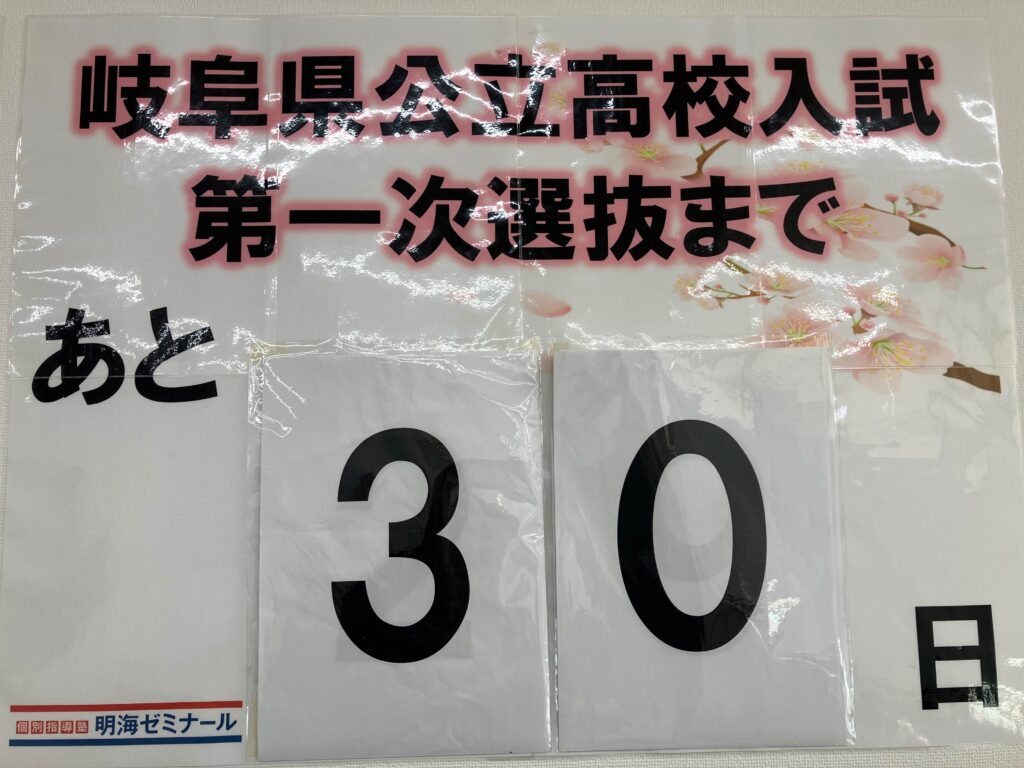 岐阜県公立高校入試
第一次選抜まで
あと
30
日
個別指導塾 明海ゼミナール